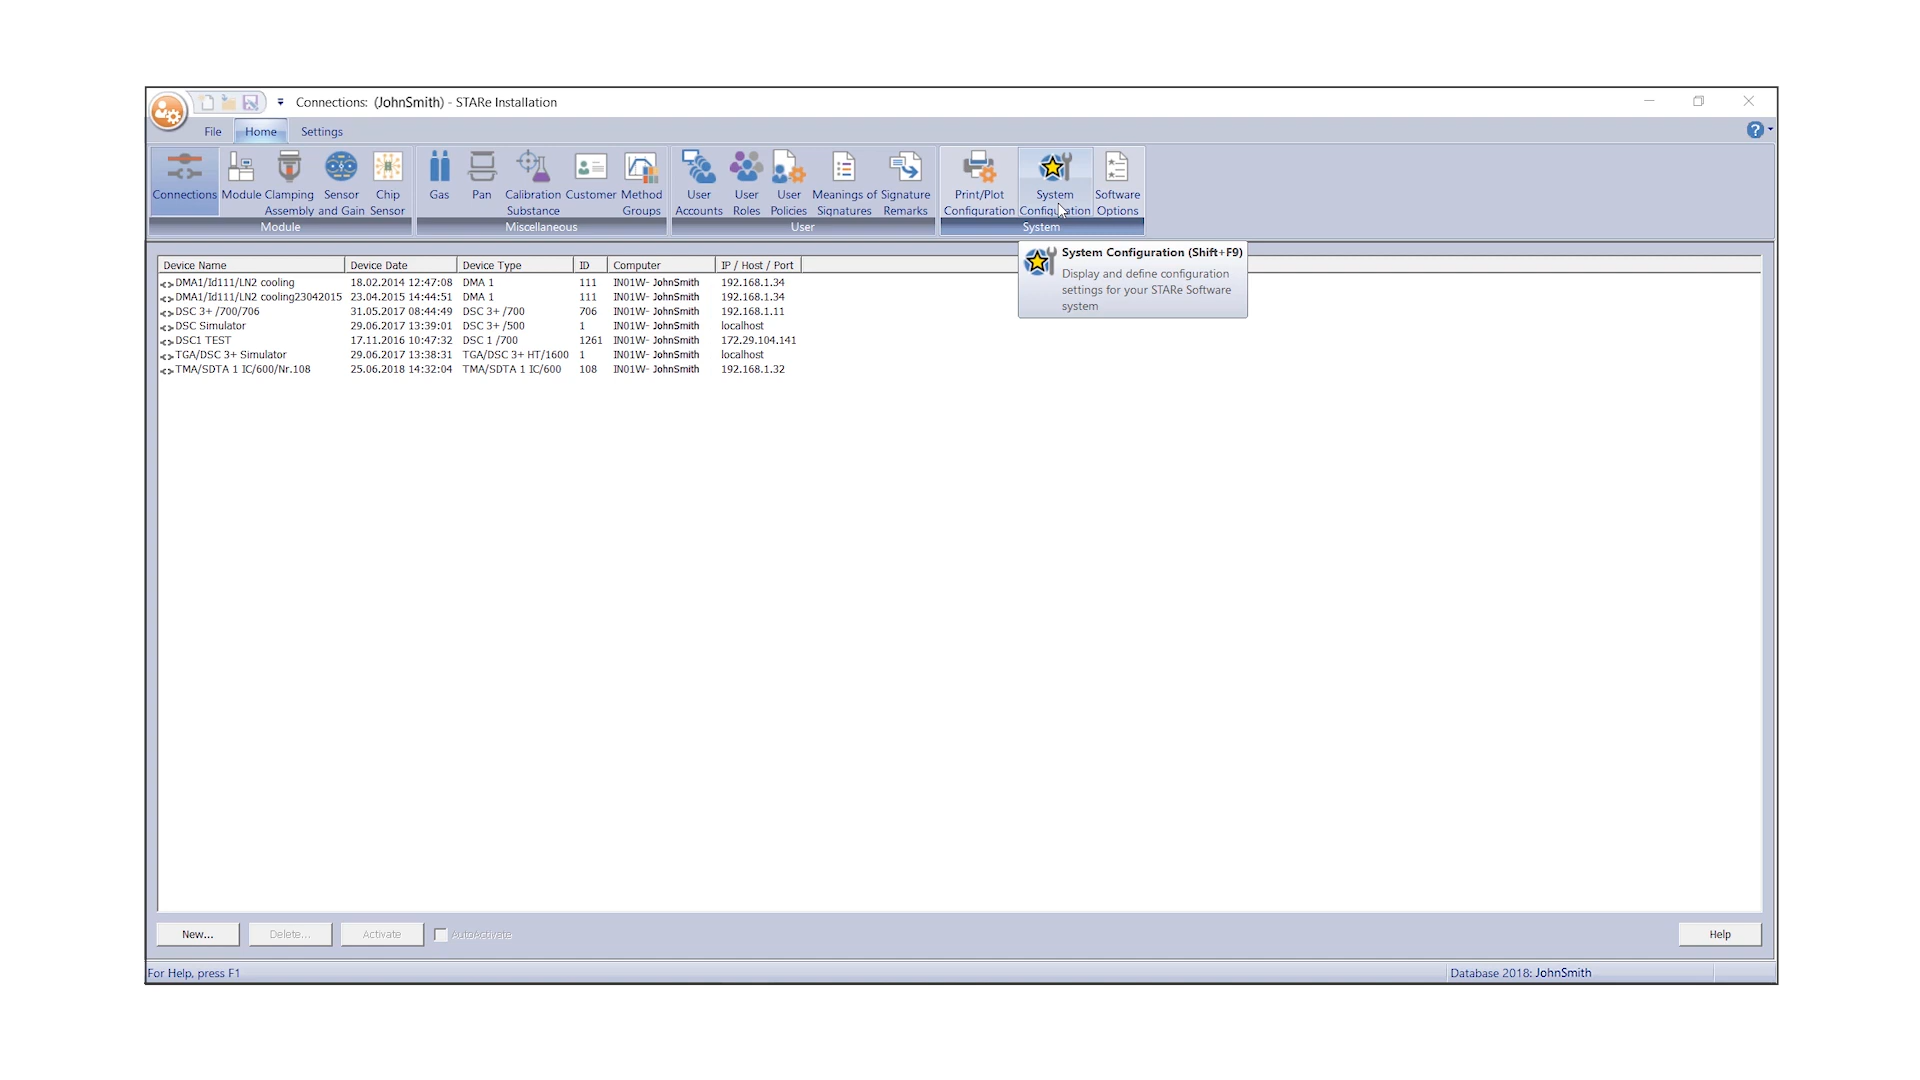 Connections: (JohnSmith) - STARe Installation
File Home Settings
Connections Module Clamping Assembly Sensor and Gain Chip Sensor Gas Pan Calibration Substance Customer Method Groups User Accounts User Roles User Policies Meanings of Signatures Signature Remarks Print/Plot Configuration System Configuration Software Options
Module Miscellaneous User System
System Configuration (Shift+F9)
Display and define configuration
settings for your STARe Software
system
Device Name Device Date Device Type ID Computer IP / Host / Port
DMA1/Id111/LN2 cooling 18.02.2014 12:47:08 DMA 1 111 IN01W- JohnSmith 192.168.1.34
DMA1/Id111/LN2 cooling23042015 23.04.2015 14:44:51 DMA 1 111 IN01W- JohnSmith 192.168.1.34
DSC 3+ /700/706 31.05.2017 08:44:49 DSC 3+ /700 706 IN01W- JohnSmith 192.168.1.11
DSC Simulator 29.06.2017 13:39:01 DSC 3+ /500 1 IN01W- JohnSmith localhost
DSC1 TEST 17.11.2016 10:47:32 DSC 1 /700 1261 IN01W- JohnSmith 172.29.104.141
TGA/DSC 3+ Simulator 29.06.2017 13:38:31 TGA/DSC 3+ HT/1600 1 IN01W- JohnSmith localhost
TMA/SDTA 1 IC/600/Nr.108 25.06.2018 14:32:04 TMA/SDTA 1 IC/600 108 IN01W- JohnSmith 192.168.1.32
New... Delete... Activate AutoActivate Help
For Help, press F1 Database 2018: JohnSmith